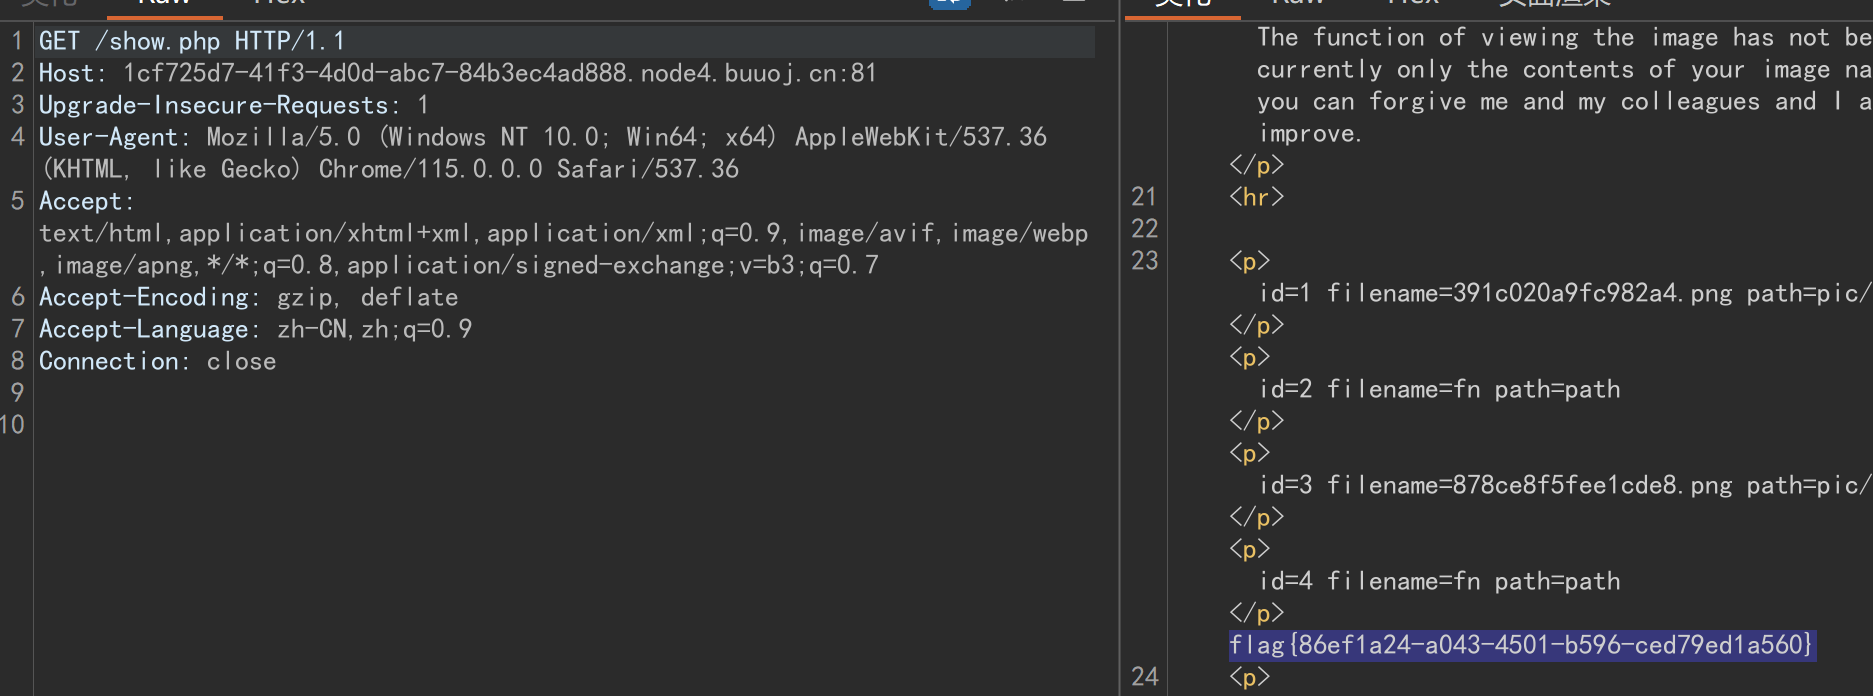 Raw
Hex
1 GET /show.php HTTP/1.1
2 Host: 1cf725d7-41f3-4d0d-abc7-84b3ec4ad888.node4.buuoj.cn:81
3 Upgrade-Insecure-Requests: 1
4 User-Agent: Mozilla/5.0 (Windows NT 10.0; Win64; x64) AppleWebKit/537.36
(KHTML, like Gecko) Chrome/115.0.0.0 Safari/537.36
5 Accept:
text/html,application/xhtml+xml,application/xml;q=0.9,image/avif,image/webp
,image/apng,*/*;q=0.8,application/signed-exchange;v=b3;q=0.7
6 Accept-Encoding: gzip, deflate
7 Accept-Language: zh-CN,zh;q=0.9
8 Connection: close
9
10
Raw
Hex
页面渲染
The function of viewing the image has not be
currently only the contents of your image na
you can forgive me and my colleagues and I a
improve.
</p>
21 <hr>
22
23 <p>
id=1 filename=391c020a9fc982a4.png path=pic/
</p>
<p>
id=2 filename=fn path=path
</p>
<p>
id=3 filename=878ce8f5fee1cde8.png path=pic/
</p>
<p>
id=4 filename=fn path=path
</p>
flag{86ef1a24-a043-4501-b596-ced79ed1a560}
24 <p>